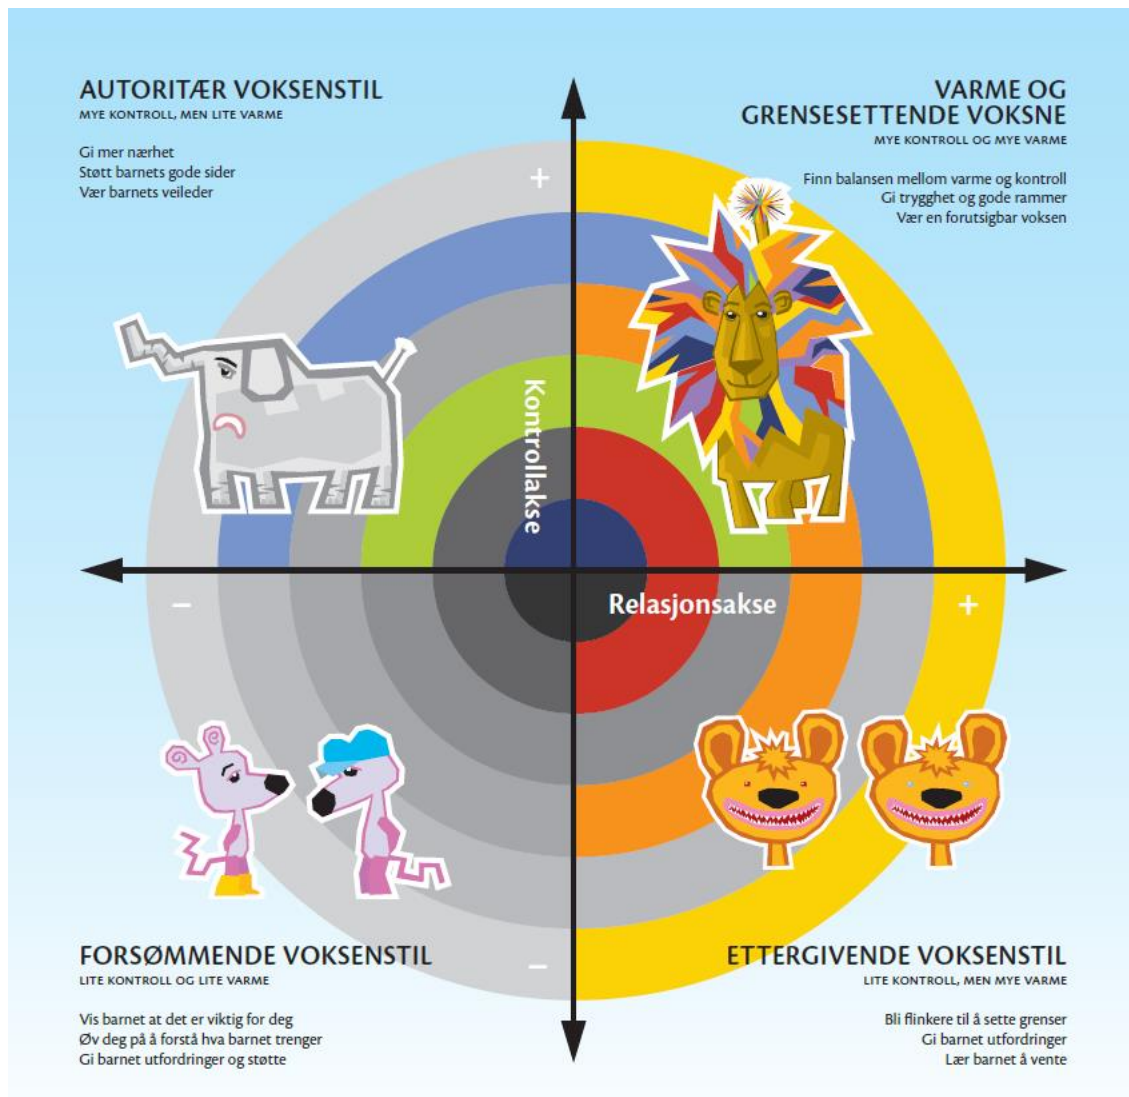 AUTORITÆR VOKSENSTIL
MYE KONTROLL, MEN LITE VARME
Gi mer nærhet
Støtt barnets gode sider
Vær barnets veileder
VARME OG
GRENSESETTENDE VOKSNE
MYE KONTROLL OG MYE VARME
Finn balansen mellom varme og kontroll
Gi trygghet og gode rammer
Vær en forutsigbar voksen
+
Kontrollakse
−
Relasjonsakse
+
−
FORSØMMENDE VOKSENSTIL
LITE KONTROLL OG LITE VARME
Vis barnet at det er viktig for deg
Øv deg på å forstå hva barnet trenger
Gi barnet utfordringer og støtte
ETTERGIVENDE VOKSENSTIL
LITE KONTROLL, MEN MYE VARME
Bli flinkere til å sette grenser
Gi barnet utfordringer
Lær barnet å vente